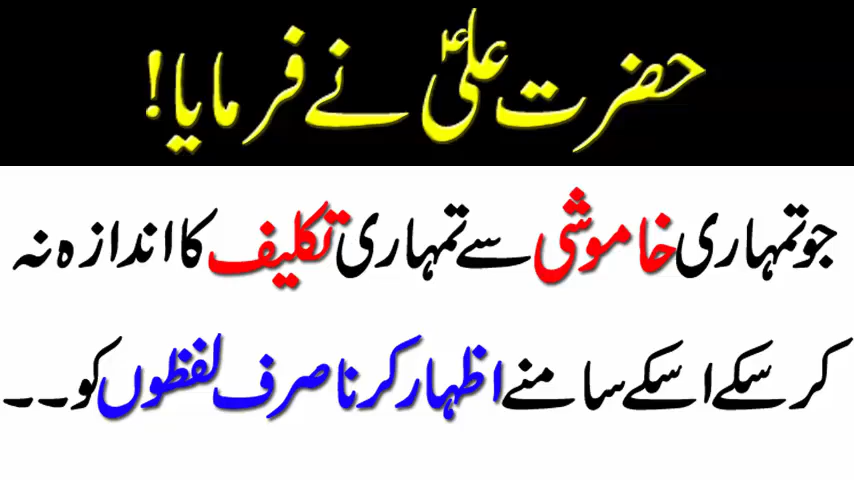 حضرت علیؑ نے فرمایا!
جو تمہاری خاموشی سے تمہاری تکلیف کا اندازہ نہ
کر سکے اسکے سامنے اظہار کرنا صرف لفظوں کو۔۔